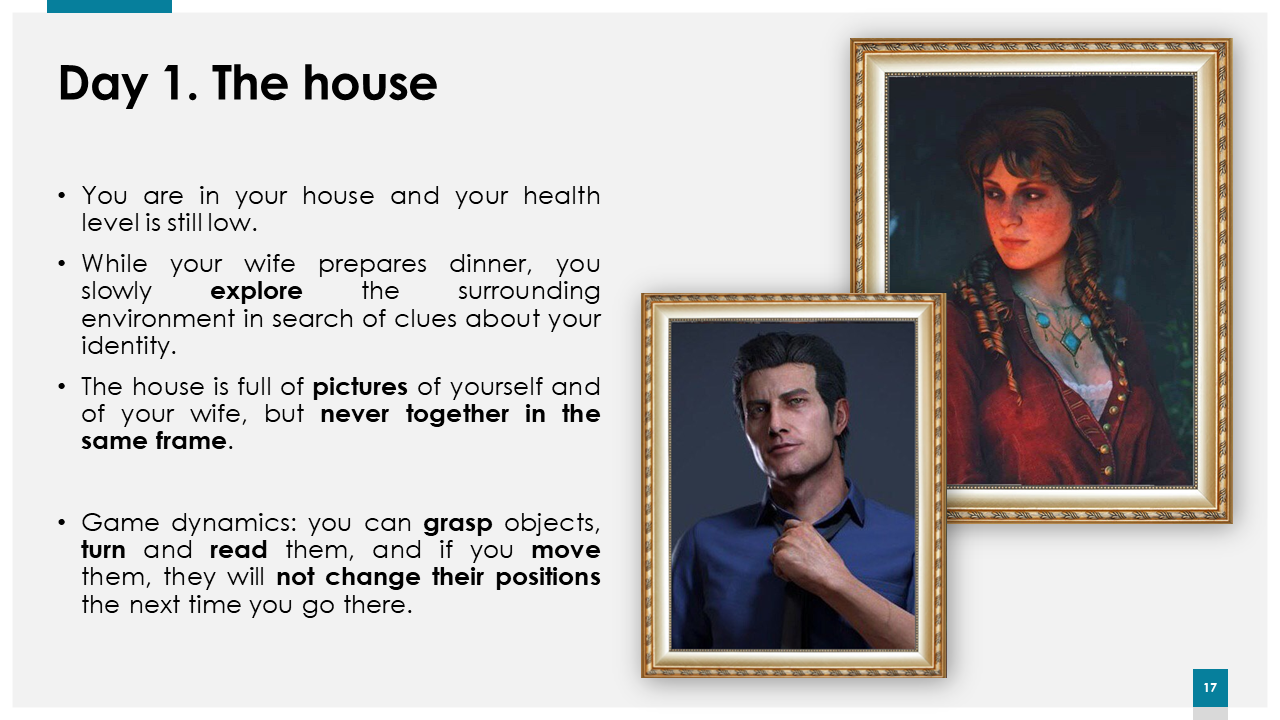 Day 1. The house
• You are in your house and your health
level is still low.
• While your wife prepares dinner, you
slowly explore the surrounding
environment in search of clues about your
identity.
• The house is full of pictures of yourself and
of your wife, but never together in the
same frame.
• Game dynamics: you can grasp objects,
turn and read them, and if you move
them, they will not change their positions
the next time you go there.
17